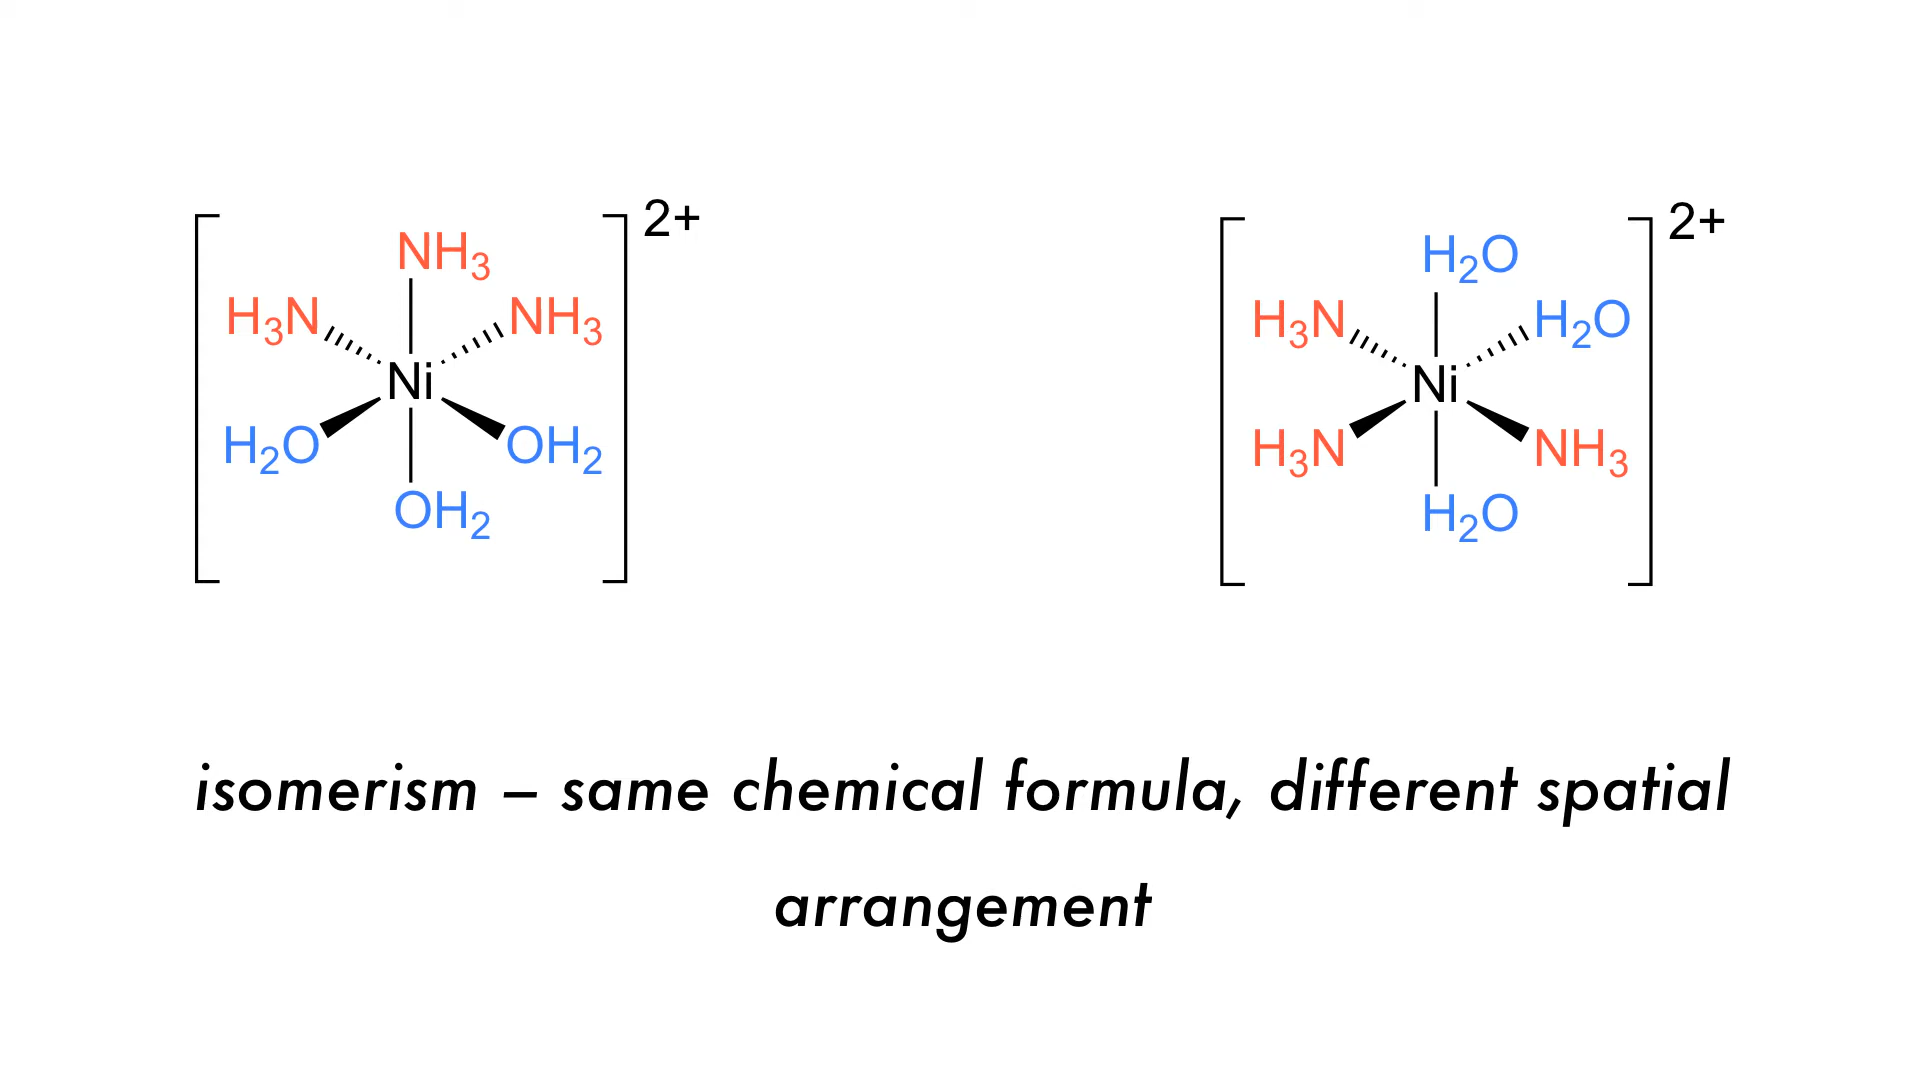 2+
NH3
H3N NH3
Ni
H2O OH2
OH2
2+
H2O
H3N H2O
Ni
H3N NH3
H2O
isomerism – same chemical formula, different spatial
arrangement